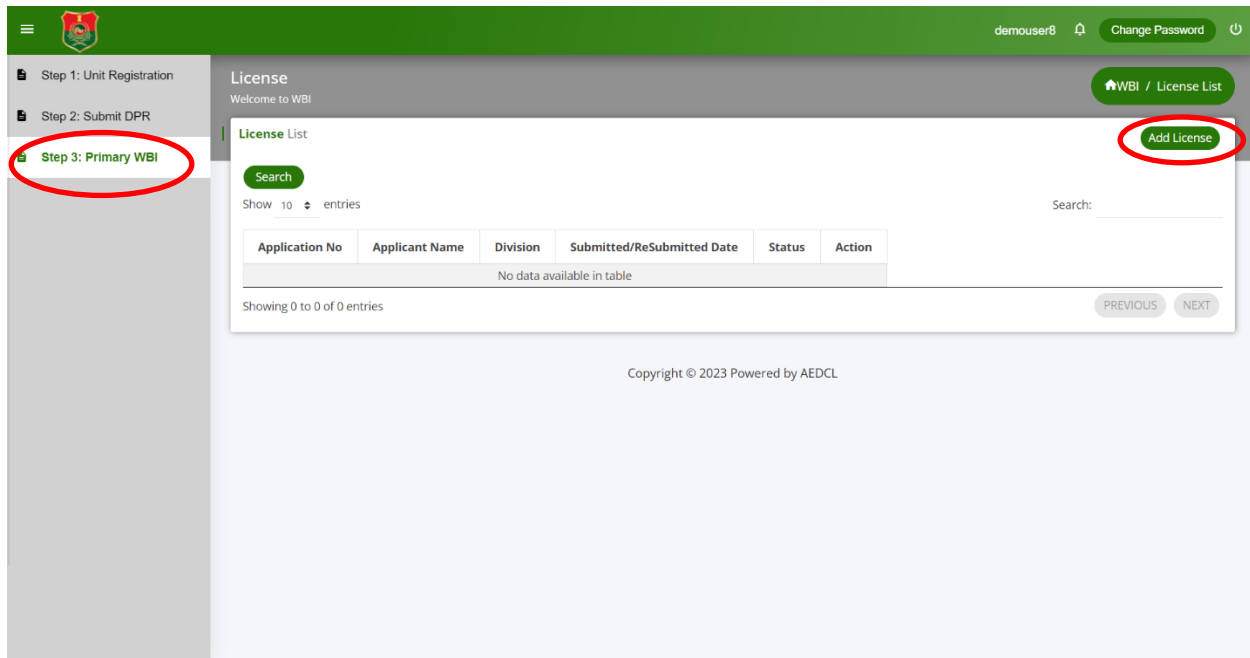 demouser8 Change Password
Step 1: Unit Registration
Step 2: Submit DPR
Step 3: Primary WBI
License
Welcome to WBI
WBI / License List
License List
Add License
Search
Show 10 entries
Search:
Application No Applicant Name Division Submitted/ReSubmitted Date Status Action
No data available in table
Showing 0 to 0 of 0 entries
PREVIOUS NEXT
Copyright © 2023 Powered by AEDCL